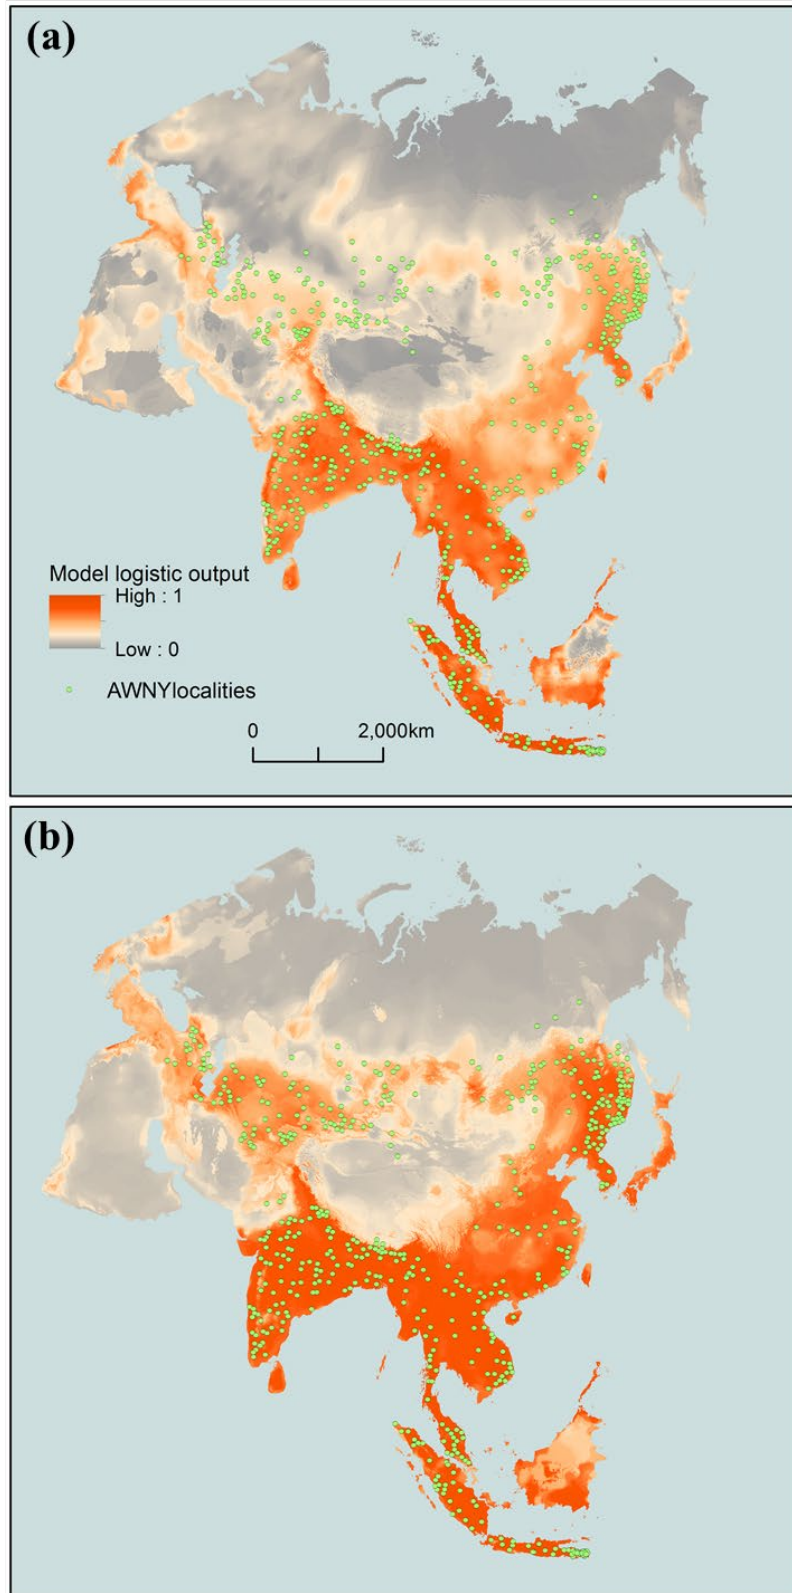 (a)
Model logistic output
High : 1
Low : 0
AWNYlocalities
0 2,000km
(b)